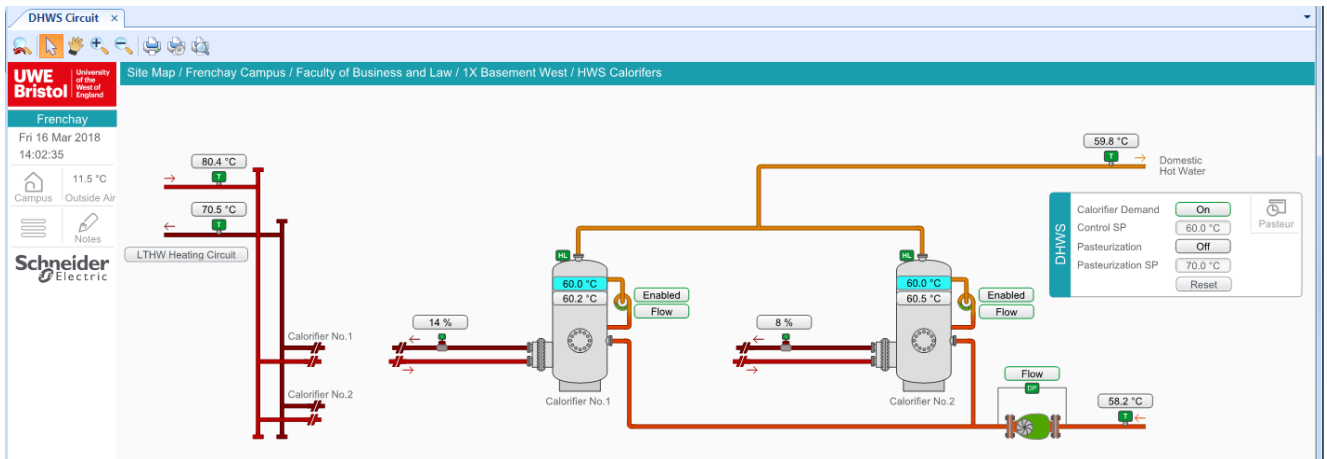 DHWS Circuit ×
UWE
Bristol
University
of the
West of
England
Site Map / Frenchay Campus / Faculty of Business and Law / 1X Basement West / HWS Calorifers
Frenchay
Fri 16 Mar 2018
14:02:35
11.5 °C
Campus Outside Air
Notes
Schneider
Electric
80.4 °C
T
70.5 °C
T
LTHW Heating Circuit
Calorifier No.1
Calorifier No.2
14 %
HL
60.0 °C
60.2 °C
Enabled
Flow
Calorifier No.1
8 %
HL
60.0 °C
60.5 °C
Enabled
Flow
Calorifier No.2
59.8 °C
T
Domestic
Hot Water
DHWS
Calorifier Demand On
Control SP 60.0 °C
Pasteurization Off
Pasteurization SP 70.0 °C
Reset
Pasteur
Flow
DP
58.2 °C
T